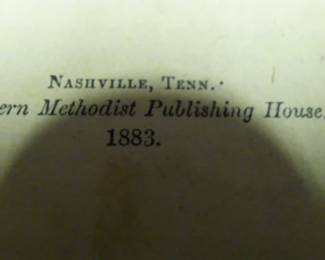 NASHVILLE, TENN.
ern Methodist Publishing House.
1883.